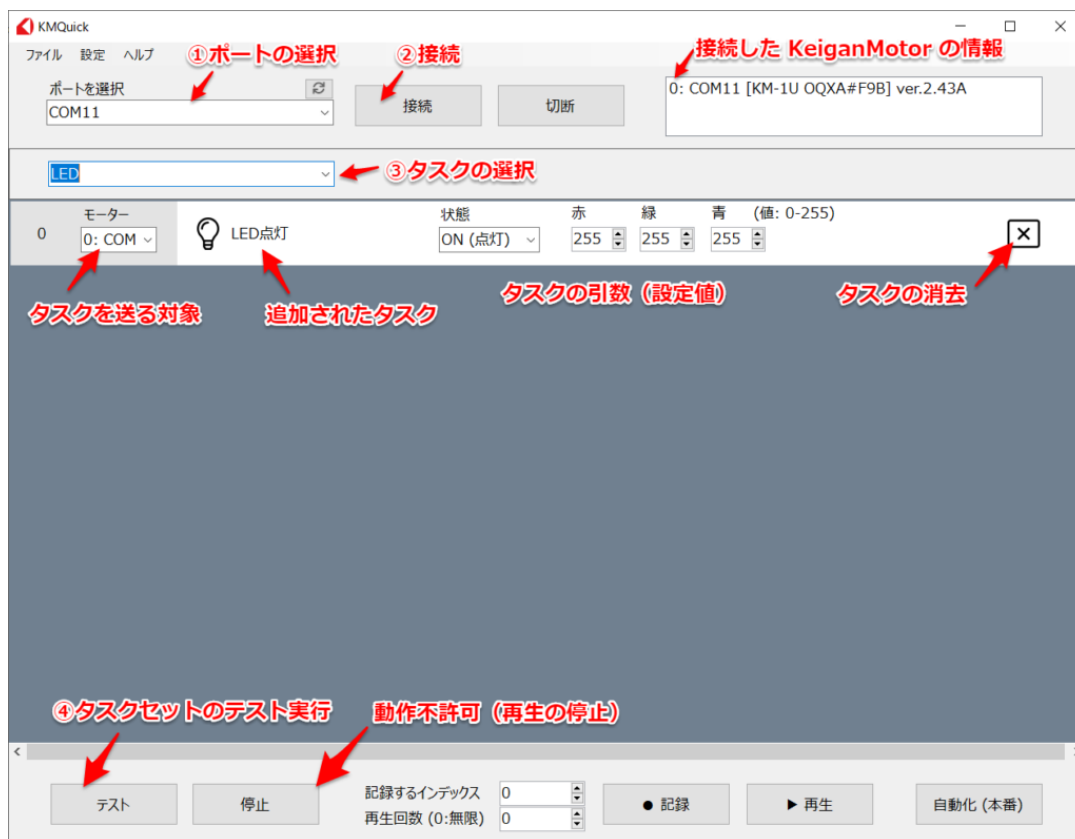 KMQuick
ファイル 設定 ヘルプ
①ポートの選択
②接続
接続した KeiganMotor の情報
ポートを選択
COM11
接続
切断
0: COM11 [KM-1U OQXA#F9B] ver.2.43A
LED
③タスクの選択
モーター
状態 赤 緑 青 (値: 0-255)
0
0: COM
LED点灯
ON (点灯)
255
255
255
タスクを送る対象
追加されたタスク
タスクの引数（設定値）
タスクの消去
④タスクセットのテスト実行
動作不許可（再生の停止）
テスト
停止
記録するインデックス 0
再生回数 (0:無限) 0
● 記録
▶ 再生
自動化 (本番)